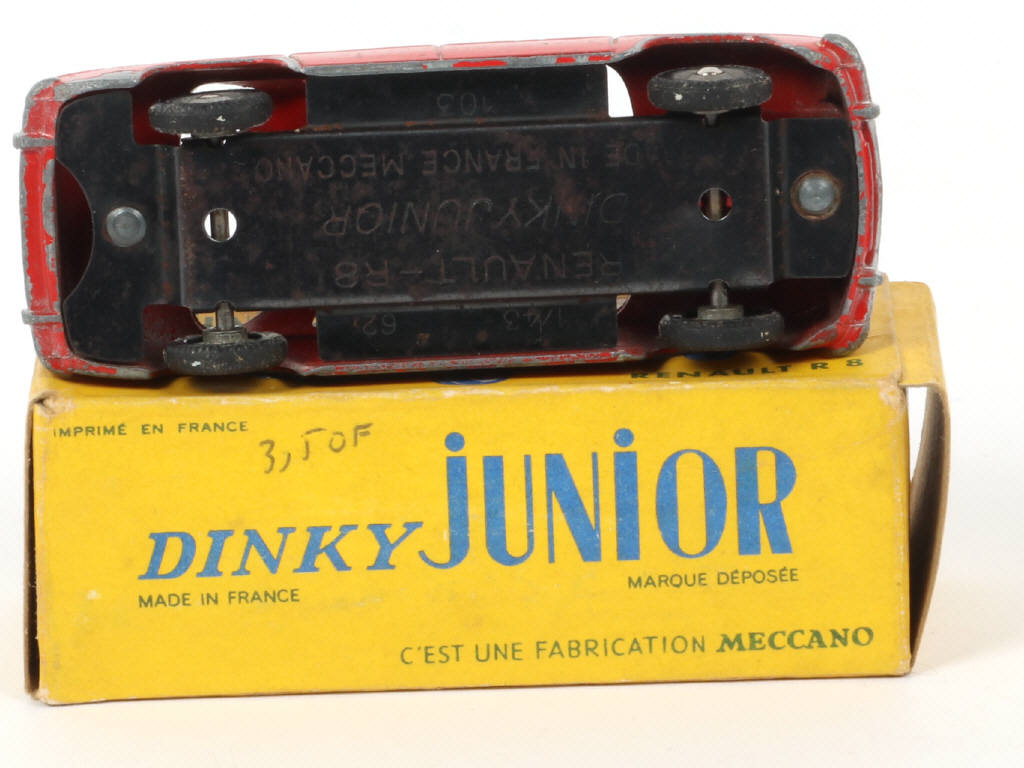 103
DE IN FRANCE MECCANO
DINKY JUNIOR
RENAULT-R8
1/43 62
RENAULT R 8
IMPRIMÉ EN FRANCE
3,50F
DINKY JUNIOR
MADE IN FRANCE
MARQUE DÉPOSÉE
C'EST UNE FABRICATION MECCANO